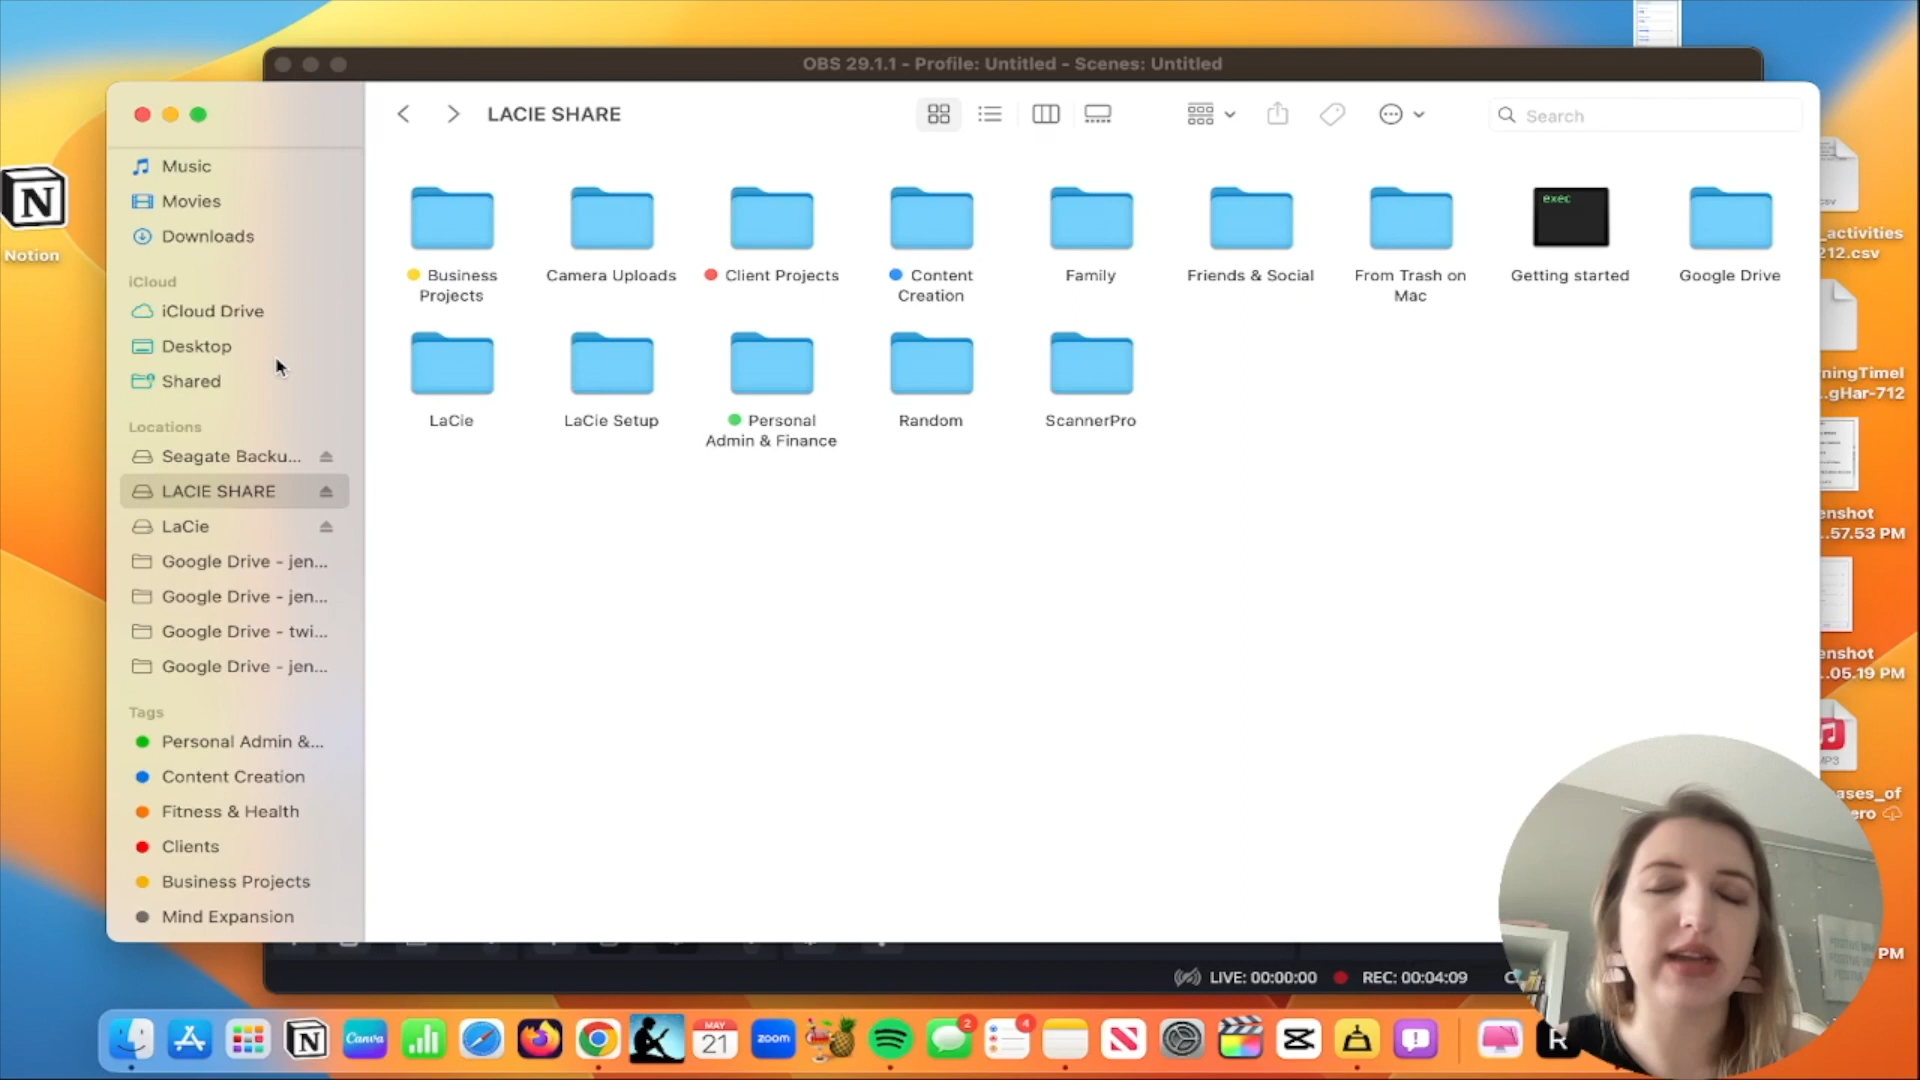 OBS 29.1.1 - Profile: Untitled - Scenes: Untitled
LACIE SHARE
Search
Music
Movies
Downloads
iCloud
iCloud Drive
Desktop
Shared
Locations
Seagate Backu...
LACIE SHARE
LaCie
Google Drive - jen...
Google Drive - jen...
Google Drive - twi...
Google Drive - jen...
Tags
Personal Admin &...
Content Creation
Fitness & Health
Clients
Business Projects
Mind Expansion
Business
Projects
Camera Uploads
Client Projects
Content
Creation
Family
Friends & Social
From Trash on
Mac
exec
Getting started
Google Drive
LaCie
LaCie Setup
Personal
Admin & Finance
Random
ScannerPro
N
Notion
csv
_activities
212.csv
rningTimeI
..gHar-712
enshot
..57.53 PM
enshot
..05.19 PM
MP3
ases_of
ero
PM
LIVE: 00:00:00
REC: 00:04:09
C
N
Canva
MAY
21
zoom
2
4
N
R